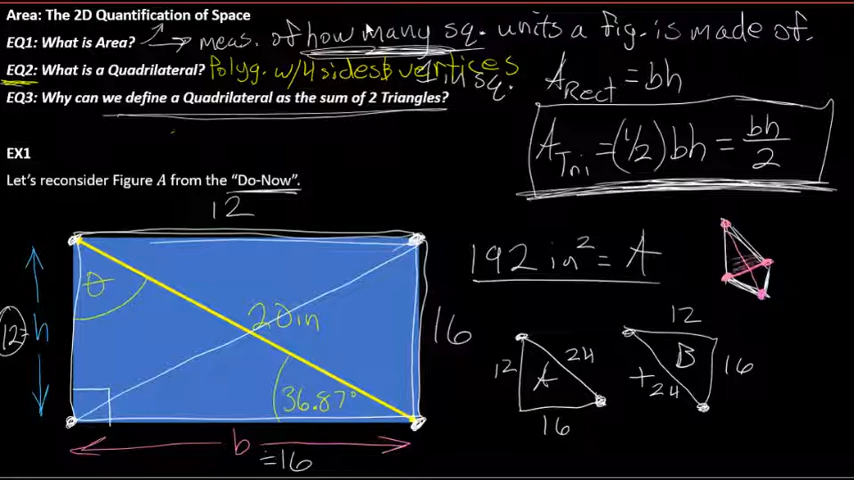 Area: The 2D Quantification of Space
EQ1: What is Area? → meas. of how many sq. units a fig. is made of.
EQ2: What is a Quadrilateral? Polyg. w/4 sides & vertices
sq.
EQ3: Why can we define a Quadrilateral as the sum of 2 Triangles?
A_Rect = bh
A_Tri = (1/2)bh = bh/2
EX1
Let's reconsider Figure A from the "Do-Now".
12
192 in² = A
θ
20in
12=h
16
36.87°
b
=16
12
A
24
16
12
B
16
+24